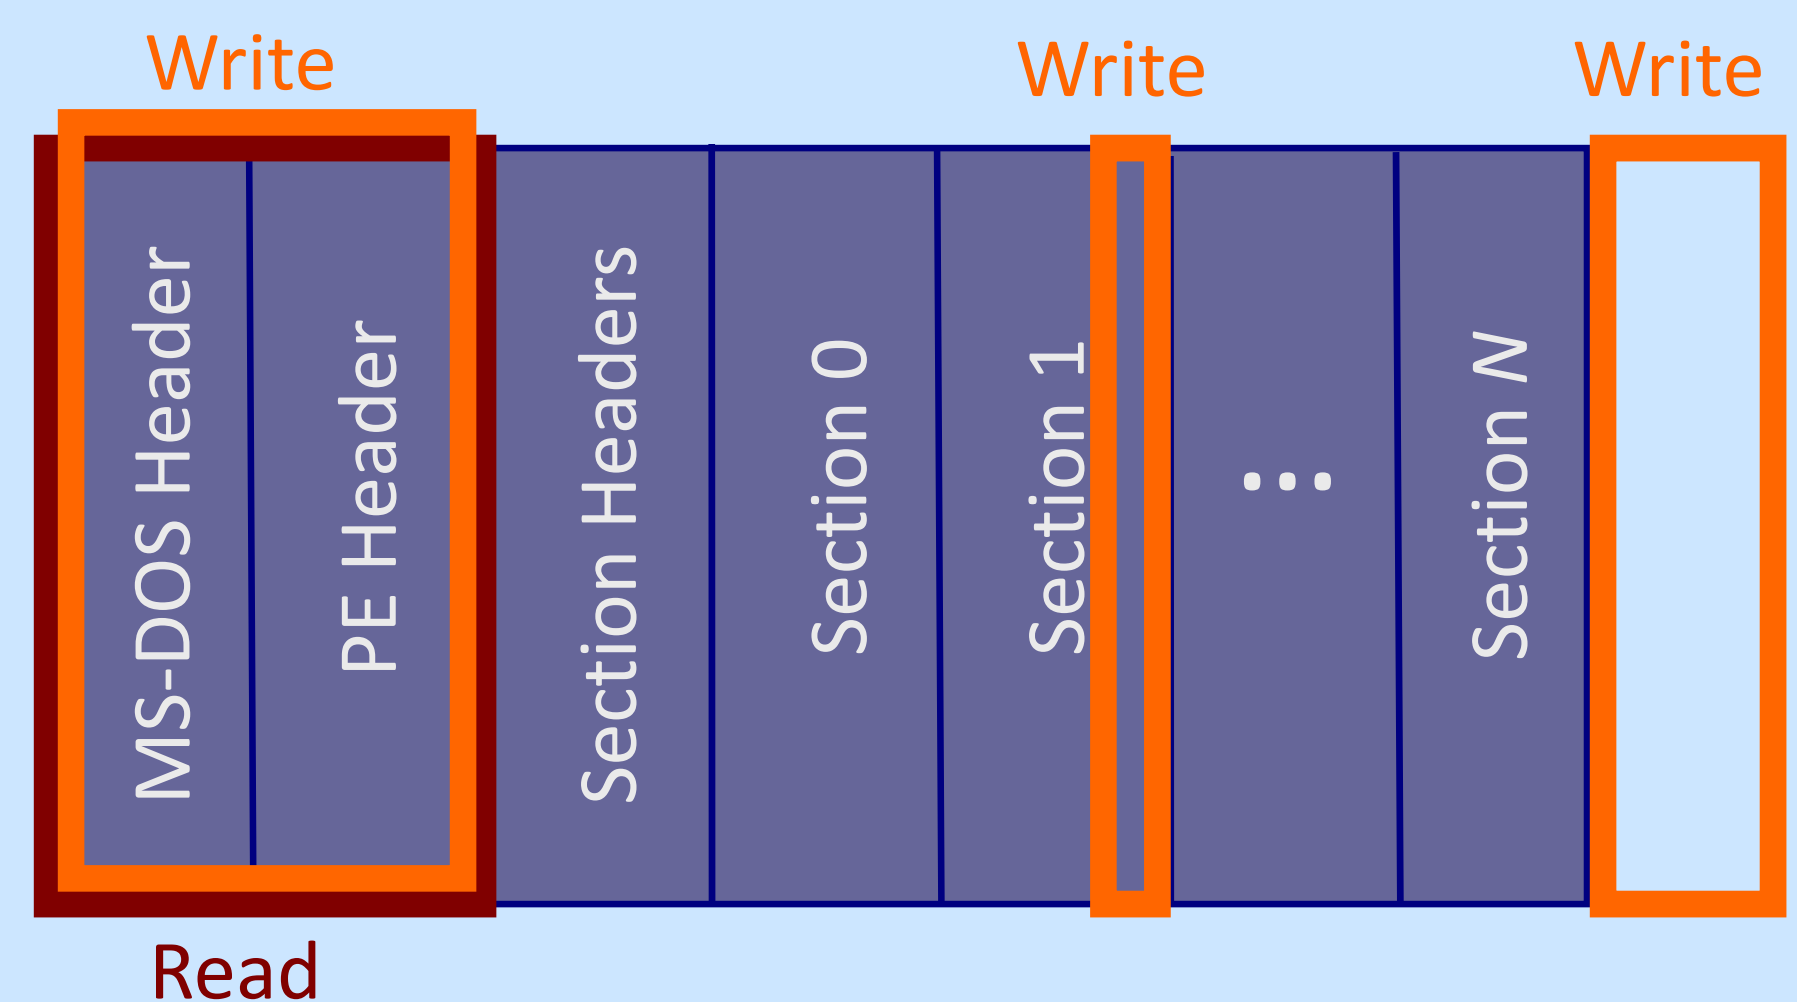 Write
Write
Write
MS-DOS Header
PE Header
Section Headers
Section 0
Section 1
...
Section N
Read